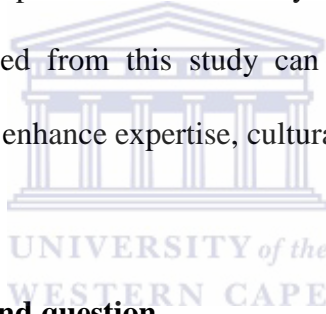 ed from this study can
enhance expertise, cultura
UNIVERSITY of the
WESTERN CAPE
nd question